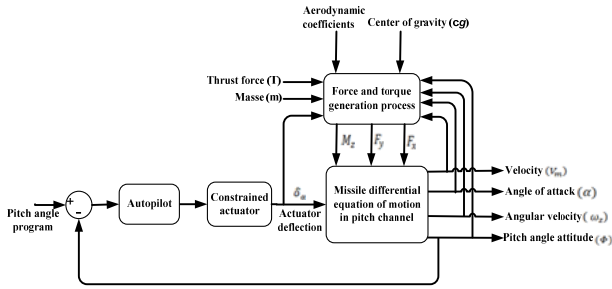 Aerodynamic
coefficients
Center of gravity (cg)
Thrust force (T)
Masse (m)
Force and torque
generation process
M_z
F_y
F_x
Pitch angle
program
+
-
Autopilot
Constrained
actuator
δ_a
Actuator
deflection
Missile differential
equation of motion
in pitch channel
Velocity (v_m)
Angle of attack (α)
Angular velocity (ω_z)
Pitch angle attitude (Φ)